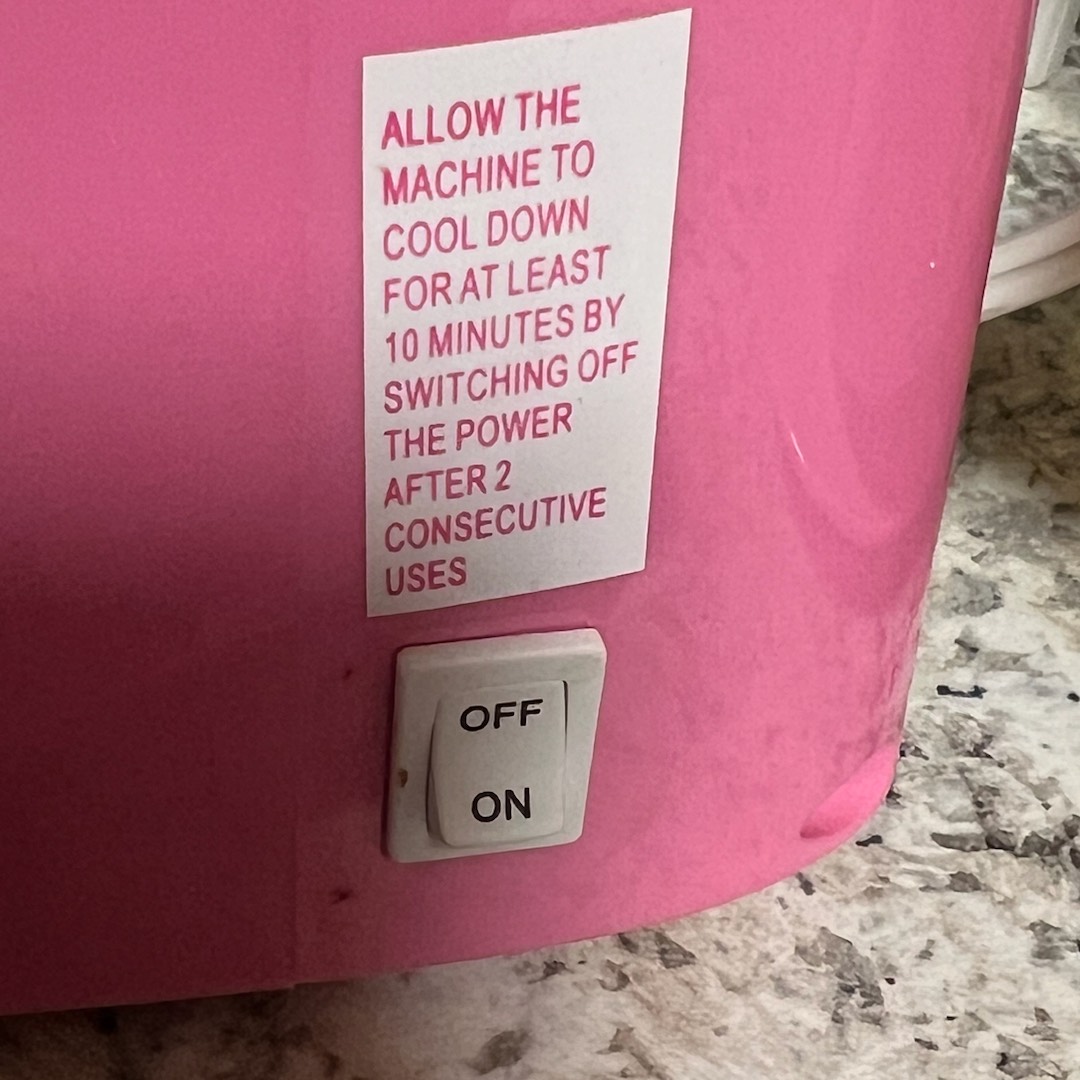 ALLOW THE
MACHINE TO
COOL DOWN
FOR AT LEAST
10 MINUTES BY
SWITCHING OFF
THE POWER
AFTER 2
CONSECUTIVE
USES
OFF
ON